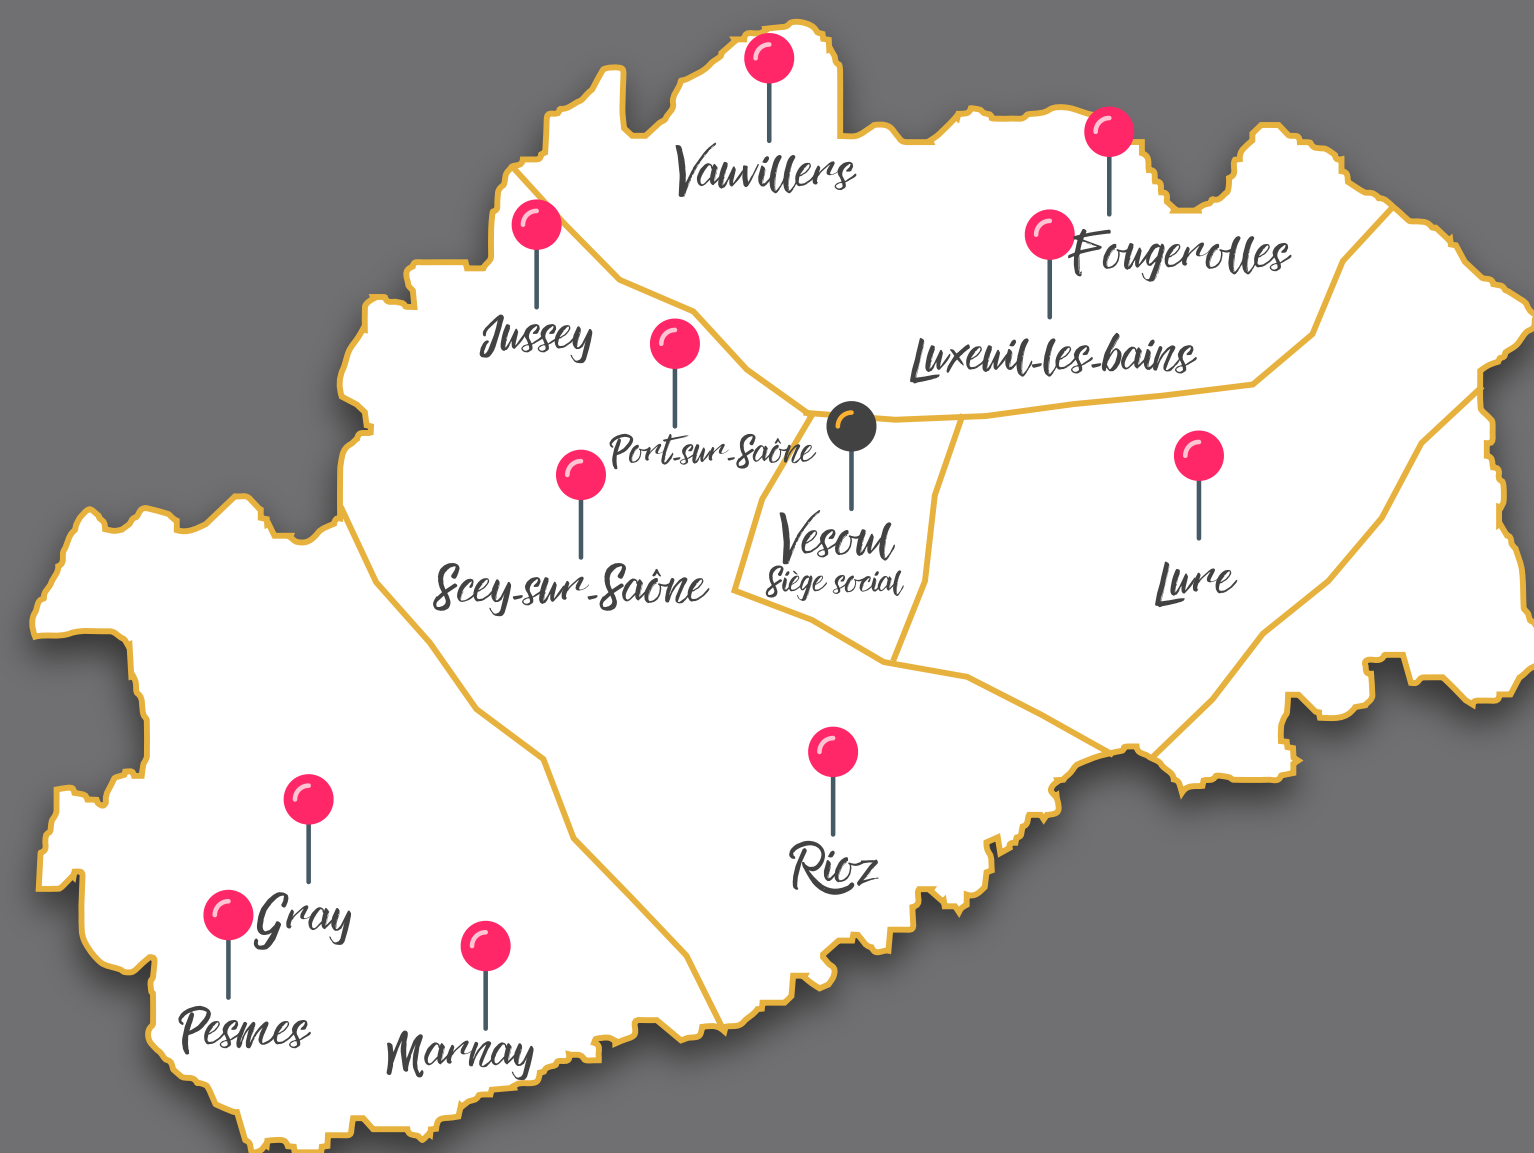 Vauvillers
Fougerolles
Jussey
Luxeuil-les-bains
Port-sur-Saône
Vesoul
Siège social
Scey-sur-Saône
Lure
Rioz
Gray
Pesmes
Marnay